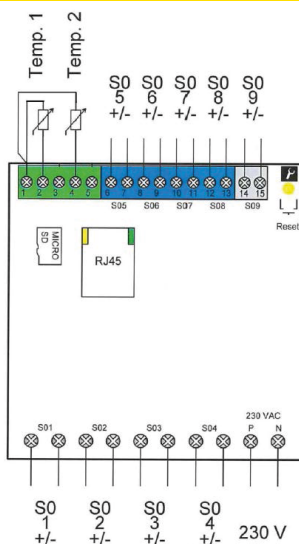 Temp. 1
Temp. 2
S0 5 +/-
S0 6 +/-
S0 7 +/-
S0 8 +/-
S0 9 +/-
1 2 3 4 5 6 7 8 9 10 11 12 13 14 15
S05 S06 S07 S08 S09
Reset
MICRO SD
RJ45
230 VAC
S01 S02 S03 S04 P N
S0 1 +/-
S0 2 +/-
S0 3 +/-
S0 4 +/-
230 V